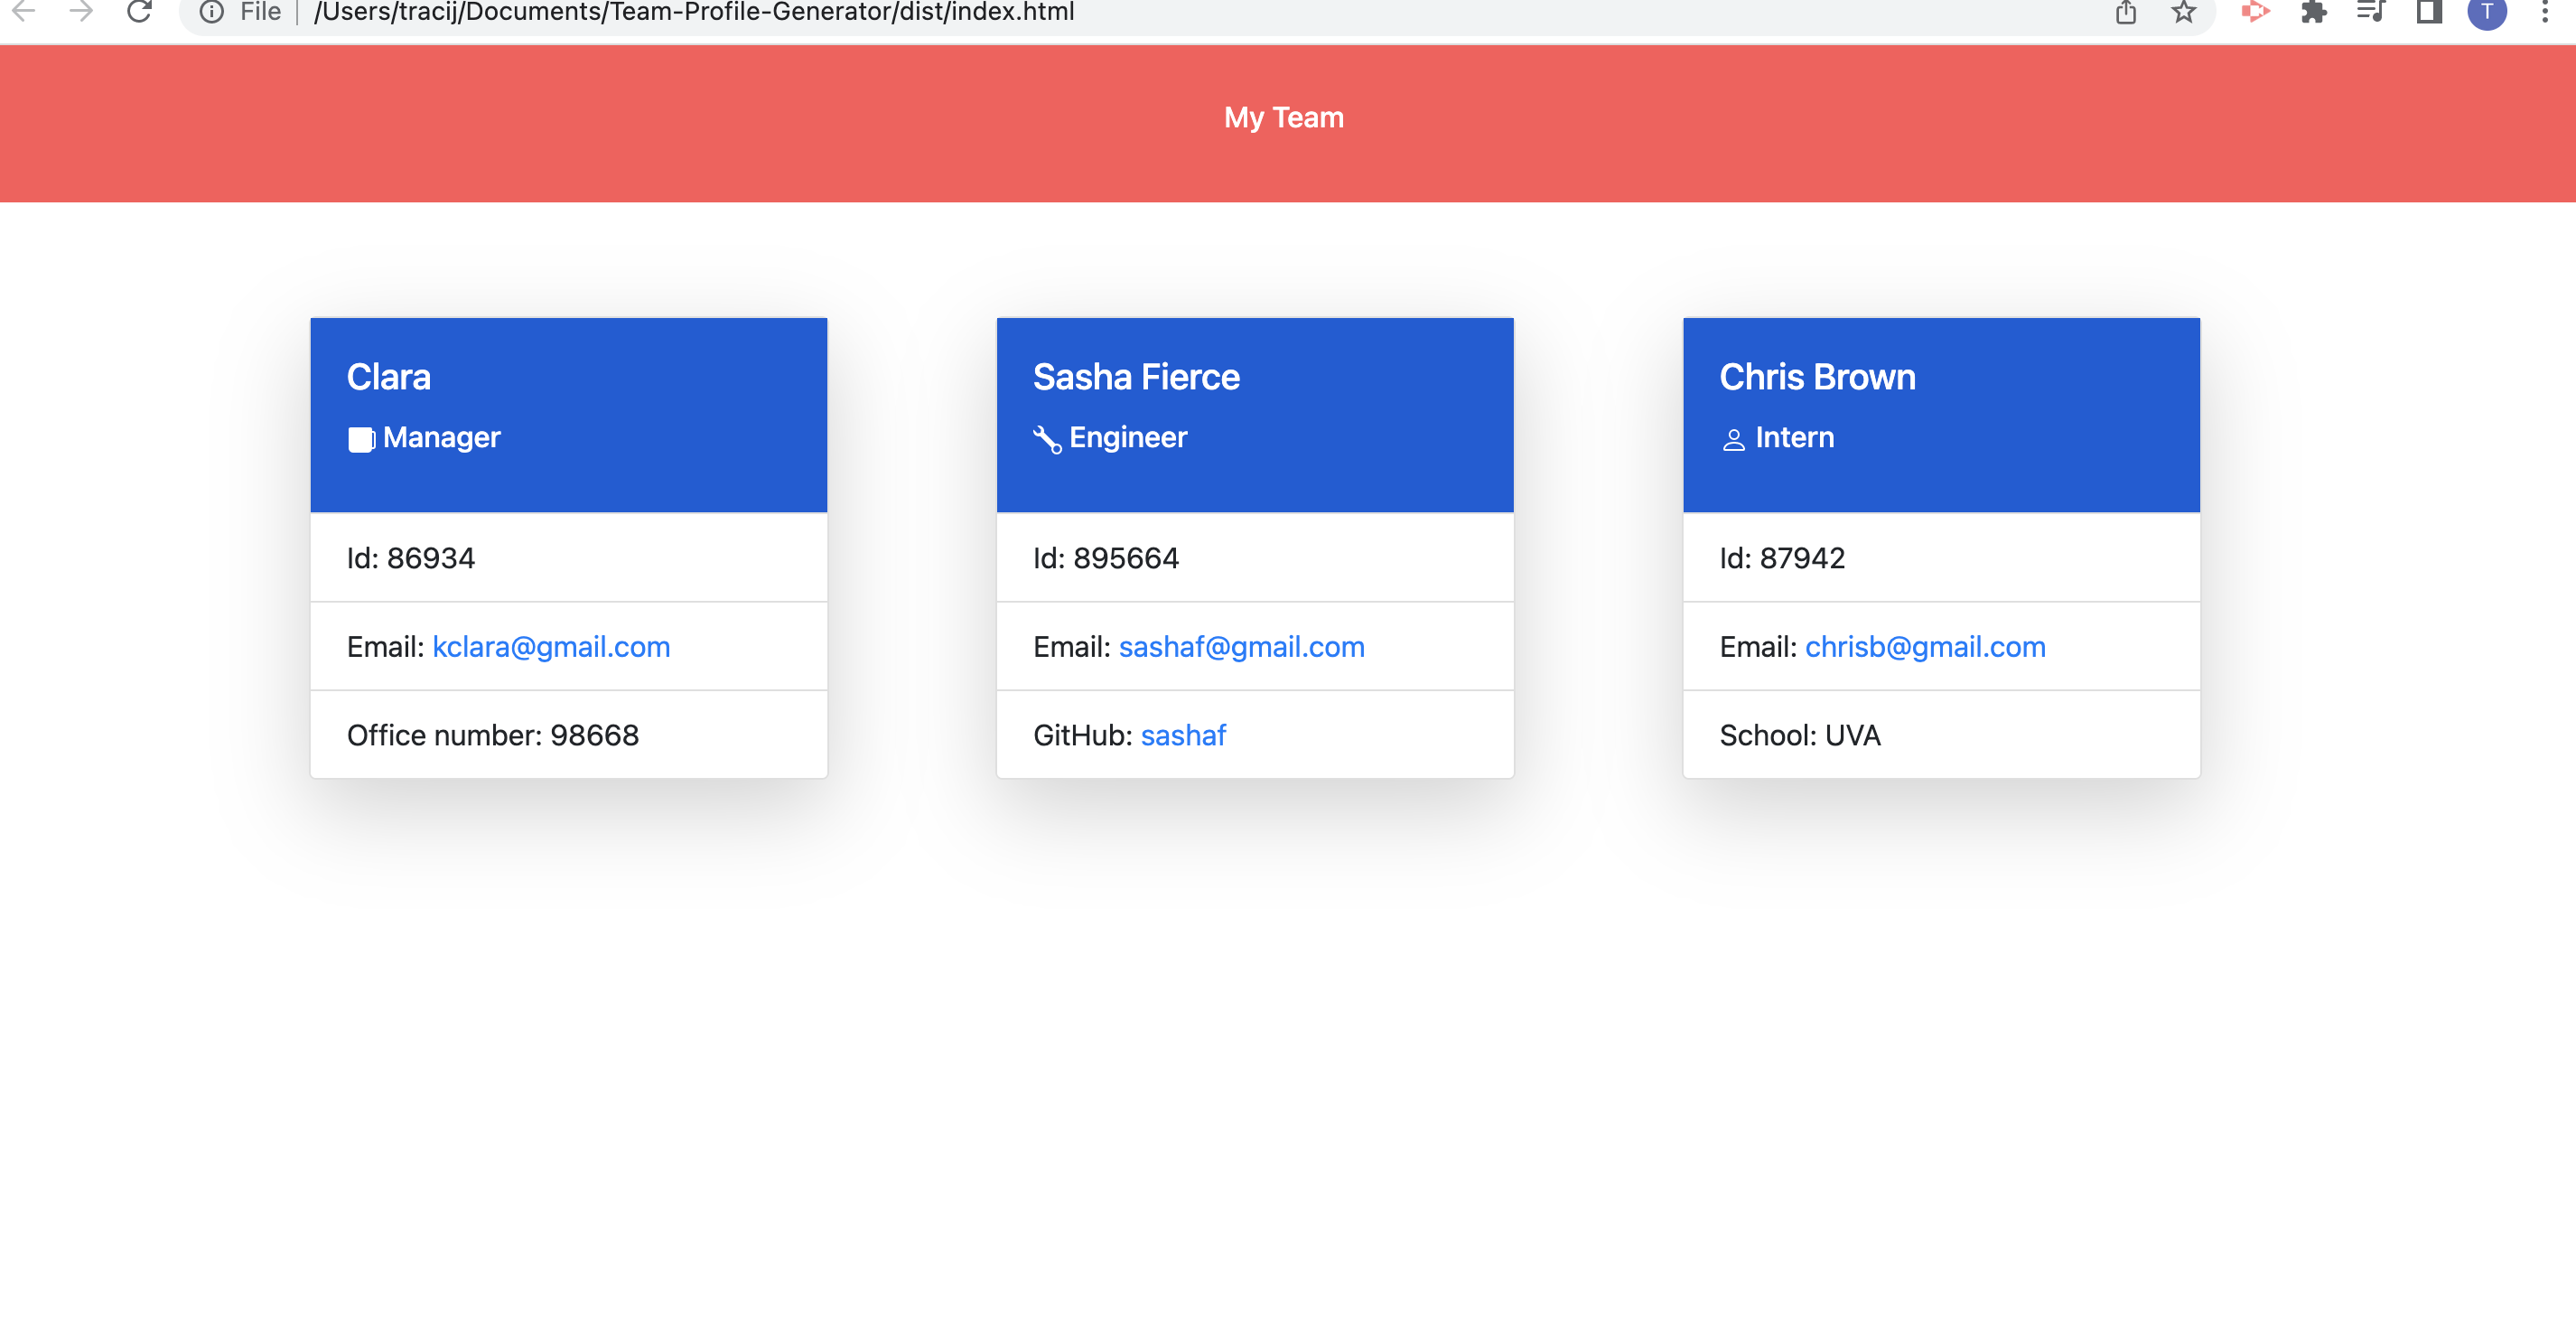 File /Users/tracij/Documents/Team-Profile-Generator/dist/index.html
T
My Team
Clara
Manager
Id: 86934
Email: kclara@gmail.com
Office number: 98668
Sasha Fierce
Engineer
Id: 895664
Email: sashaf@gmail.com
GitHub: sashaf
Chris Brown
Intern
Id: 87942
Email: chrisb@gmail.com
School: UVA